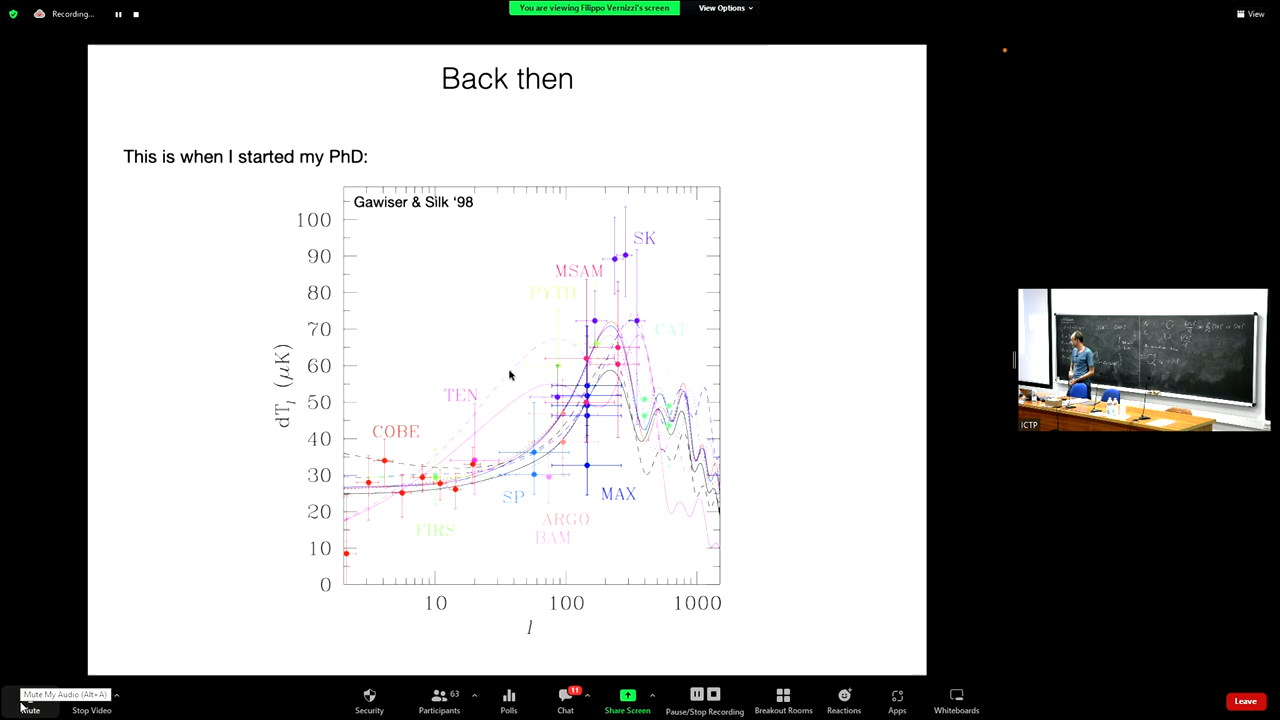 Recording...
You are viewing Filippo Vernizzi's screen
View Options
View
Back then
This is when I started my PhD:
Gawiser & Silk '98
100
90
80
70
60
50
40
30
20
10
0
dT_l (μK)
SK
MSAM
PYTH
CAT
TEN
COBE
SP
MAX
FIRS
ARGO
BAM
10
100
1000
l
ICTP
Mute My Audio (Alt+A)
Mute
Stop Video
Security
63
Participants
Polls
11
Chat
Share Screen
Pause/Stop Recording
Breakout Rooms
Reactions
Apps
Whiteboards
Leave